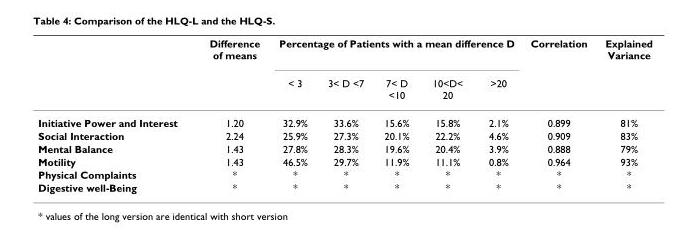 Table 4: Comparison of the HLQ-L and the HLQ-S.
Difference of means Percentage of Patients with a mean difference D Correlation Explained Variance
< 3 3< D <7 7< D <10 10<D< 20 >20
Initiative Power and Interest 1.20 32.9% 33.6% 15.6% 15.8% 2.1% 0.899 81%
Social Interaction 2.24 25.9% 27.3% 20.1% 22.2% 4.6% 0.909 83%
Mental Balance 1.43 27.8% 28.3% 19.6% 20.4% 3.9% 0.888 79%
Motility 1.43 46.5% 29.7% 11.9% 11.1% 0.8% 0.964 93%
Physical Complaints * * * * * * * *
Digestive well-Being * * * * * * * *
* values of the long version are identical with short version